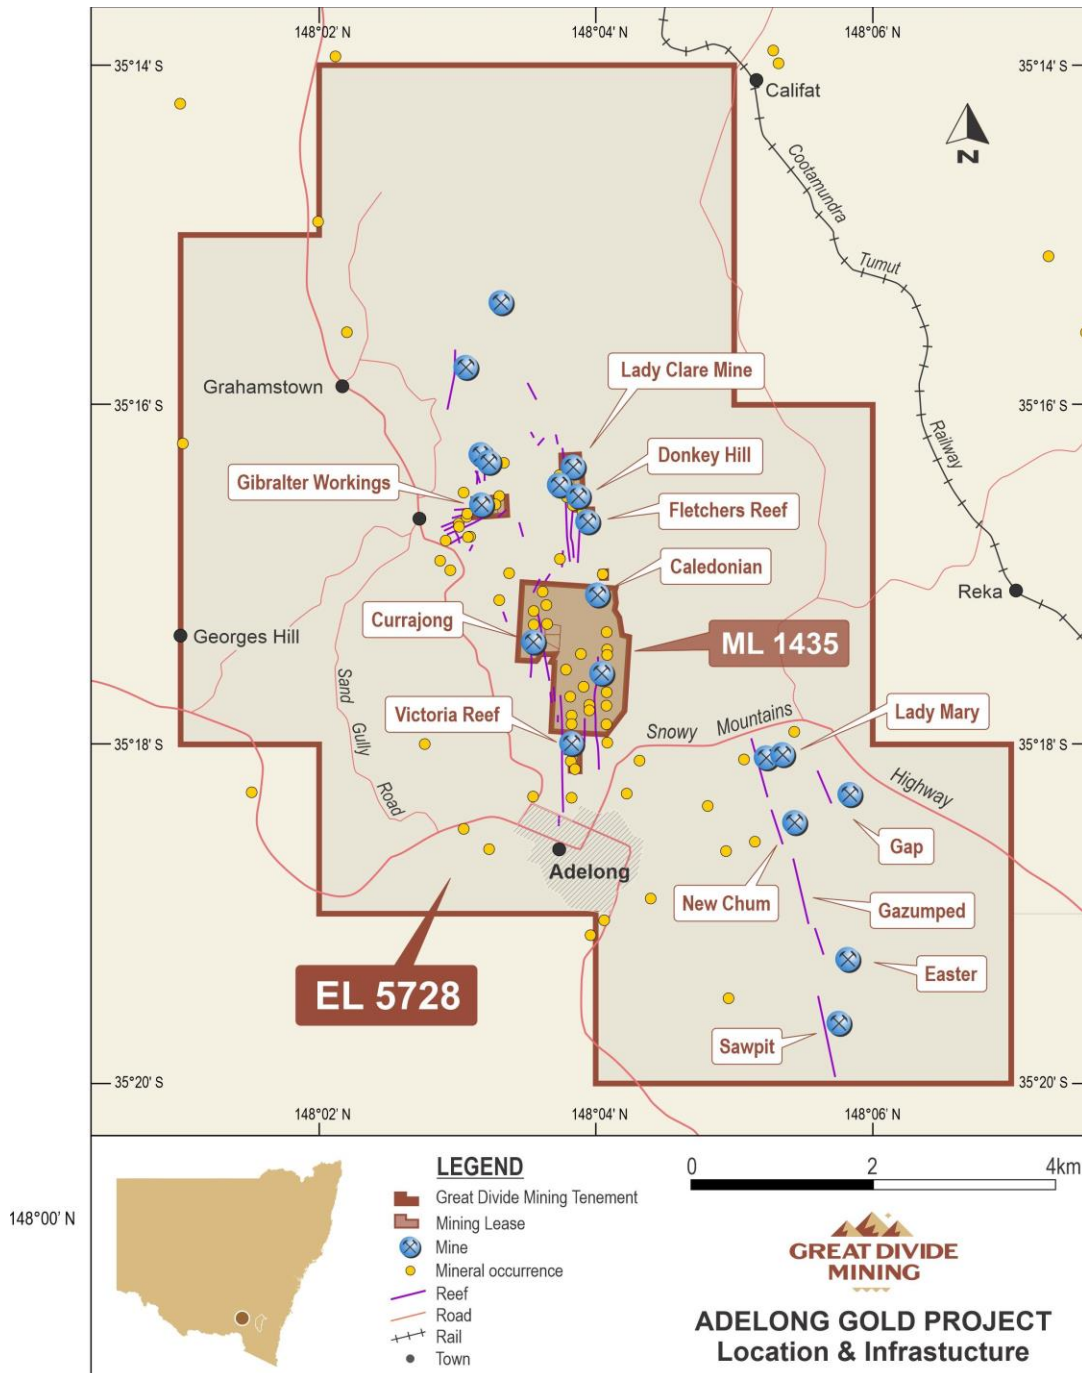 148°02' N
148°04' N
148°06' N
35°14' S
35°14' S
Califat
N
Cootamundra
Tumut
Railway
Lady Clare Mine
35°16' S
35°16' S
Grahamstown
Donkey Hill
Gibralter Workings
Fletchers Reef
Caledonian
Reka
Currajong
Georges Hill
ML 1435
Sand Gully Road
Victoria Reef
Snowy Mountains Highway
Lady Mary
35°18' S
35°18' S
Gap
Adelong
New Chum
Gazumped
EL 5728
Easter
Sawpit
35°20' S
35°20' S
148°02' N
148°04' N
148°06' N
148°00' N
LEGEND
Great Divide Mining Tenement
Mining Lease
Mine
Mineral occurrence
Reef
Road
Rail
Town
0 2 4km
GREAT DIVIDE
MINING
ADELONG GOLD PROJECT
Location & Infrastucture